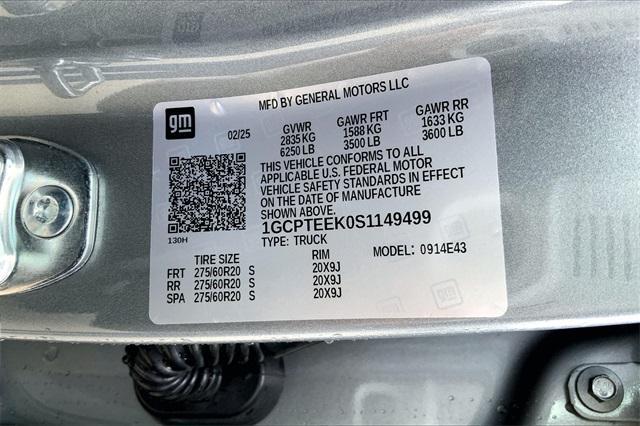 gm
MFD BY GENERAL MOTORS LLC
02/25
GVWR GAWR FRT GAWR RR
2835 KG 1588 KG 1633 KG
6250 LB 3500 LB 3600 LB
THIS VEHICLE CONFORMS TO ALL
APPLICABLE U.S. FEDERAL MOTOR
VEHICLE SAFETY STANDARDS IN EFFECT
ON THE DATE OF MANUFACTURE
SHOWN ABOVE.
1GCPTEEK0S1149499
TYPE: TRUCK
130H
MODEL: 0914E43
TIRE SIZE RIM
FRT 275/60R20 S 20X9J
RR 275/60R20 S 20X9J
SPA 275/60R20 S 20X9J